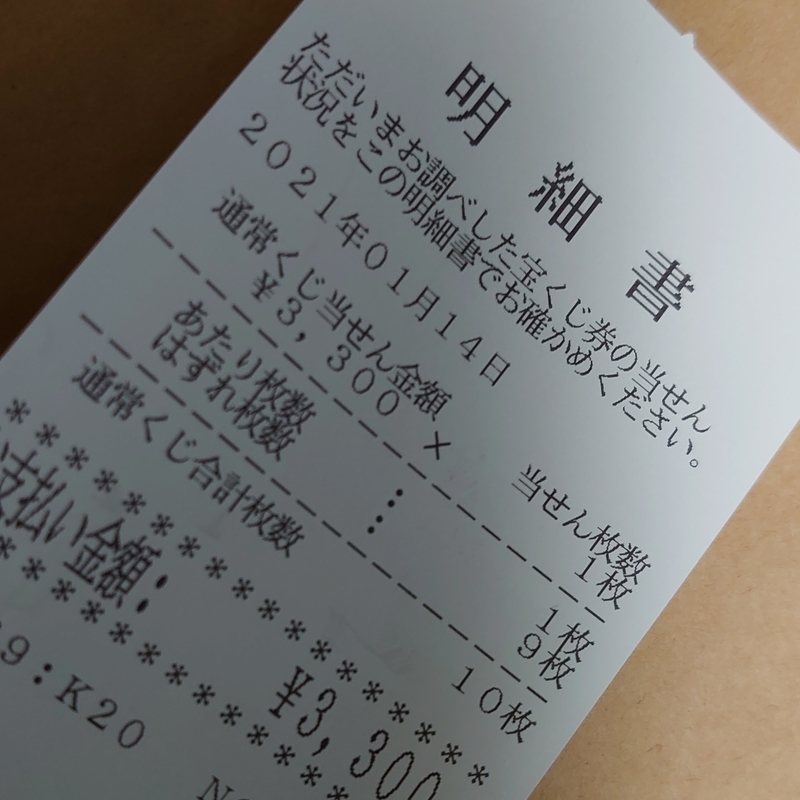 明 細 書
ただいまお調べした宝くじ券の当せん
状況をこの明細書でお確かめください。
2021年01月14日
通常くじ当せん金額 当せん枚数
¥3,300 × 1枚
あたり枚数 : 1枚
はずれ枚数 : 9枚
通常くじ合計枚数 10枚
********************
支払い金額: ¥3,300
********************
9:K20